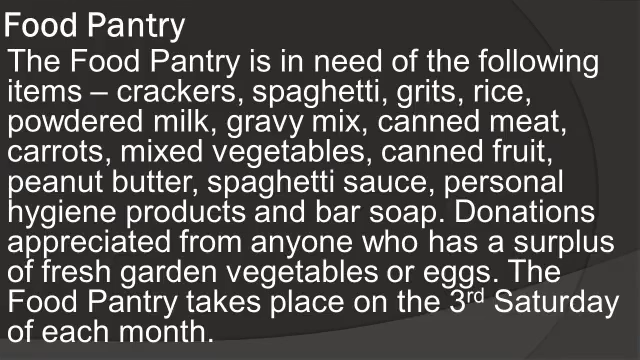 Food Pantry
The Food Pantry is in need of the following
items – crackers, spaghetti, grits, rice,
powdered milk, gravy mix, canned meat,
carrots, mixed vegetables, canned fruit,
peanut butter, spaghetti sauce, personal
hygiene products and bar soap. Donations
appreciated from anyone who has a surplus
of fresh garden vegetables or eggs. The
Food Pantry takes place on the 3rd Saturday
of each month.